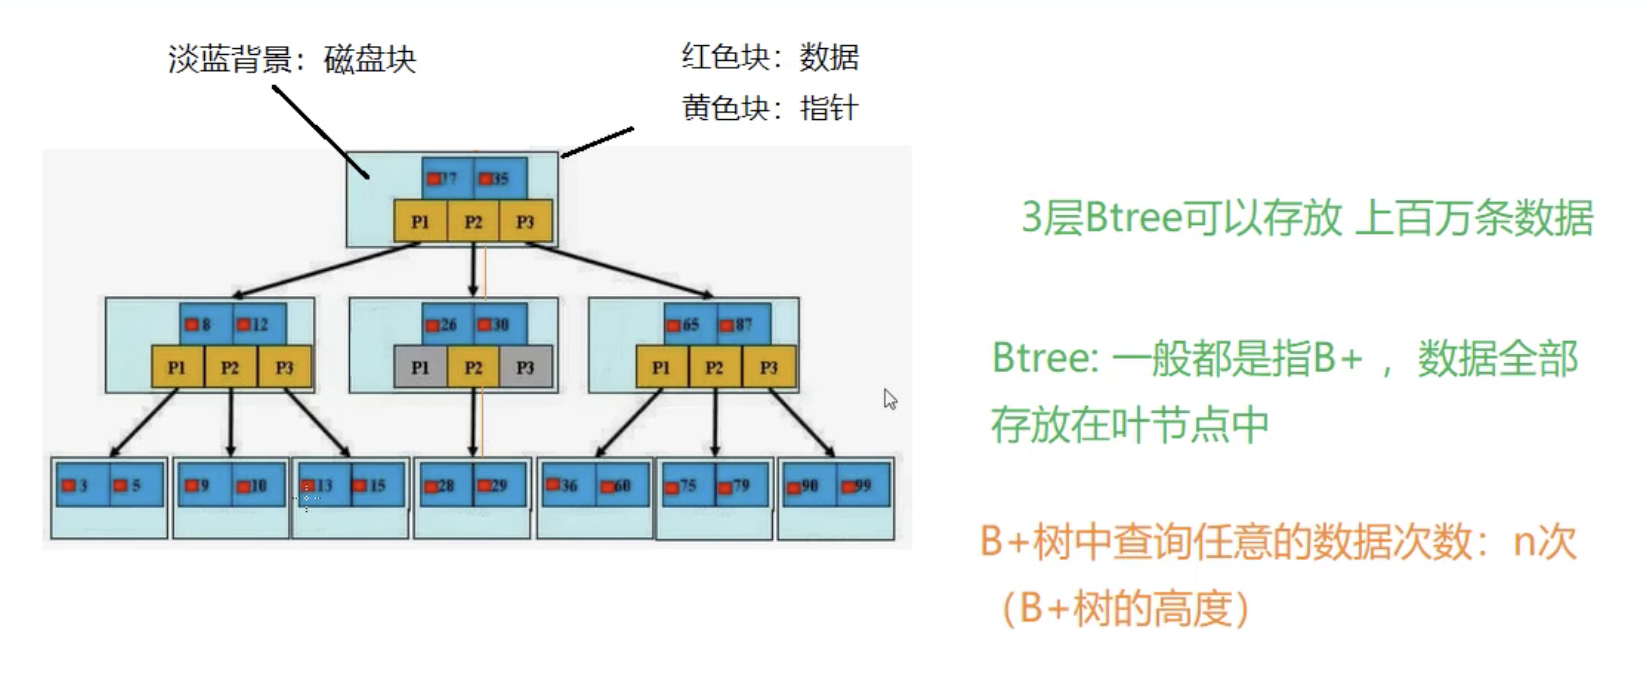 淡蓝背景：磁盘块
红色块：数据
黄色块：指针
17 35
P1 P2 P3
8 12
26 30
65 87
P1 P2 P3
P1 P2 P3
P1 P2 P3
3 5
9 10
13 15
28 29
36 60
75 79
90 99
3层Btree可以存放 上百万条数据
Btree: 一般都是指B+ ，数据全部
存放在叶节点中
B+树中查询任意的数据次数：n次
（B+树的高度）